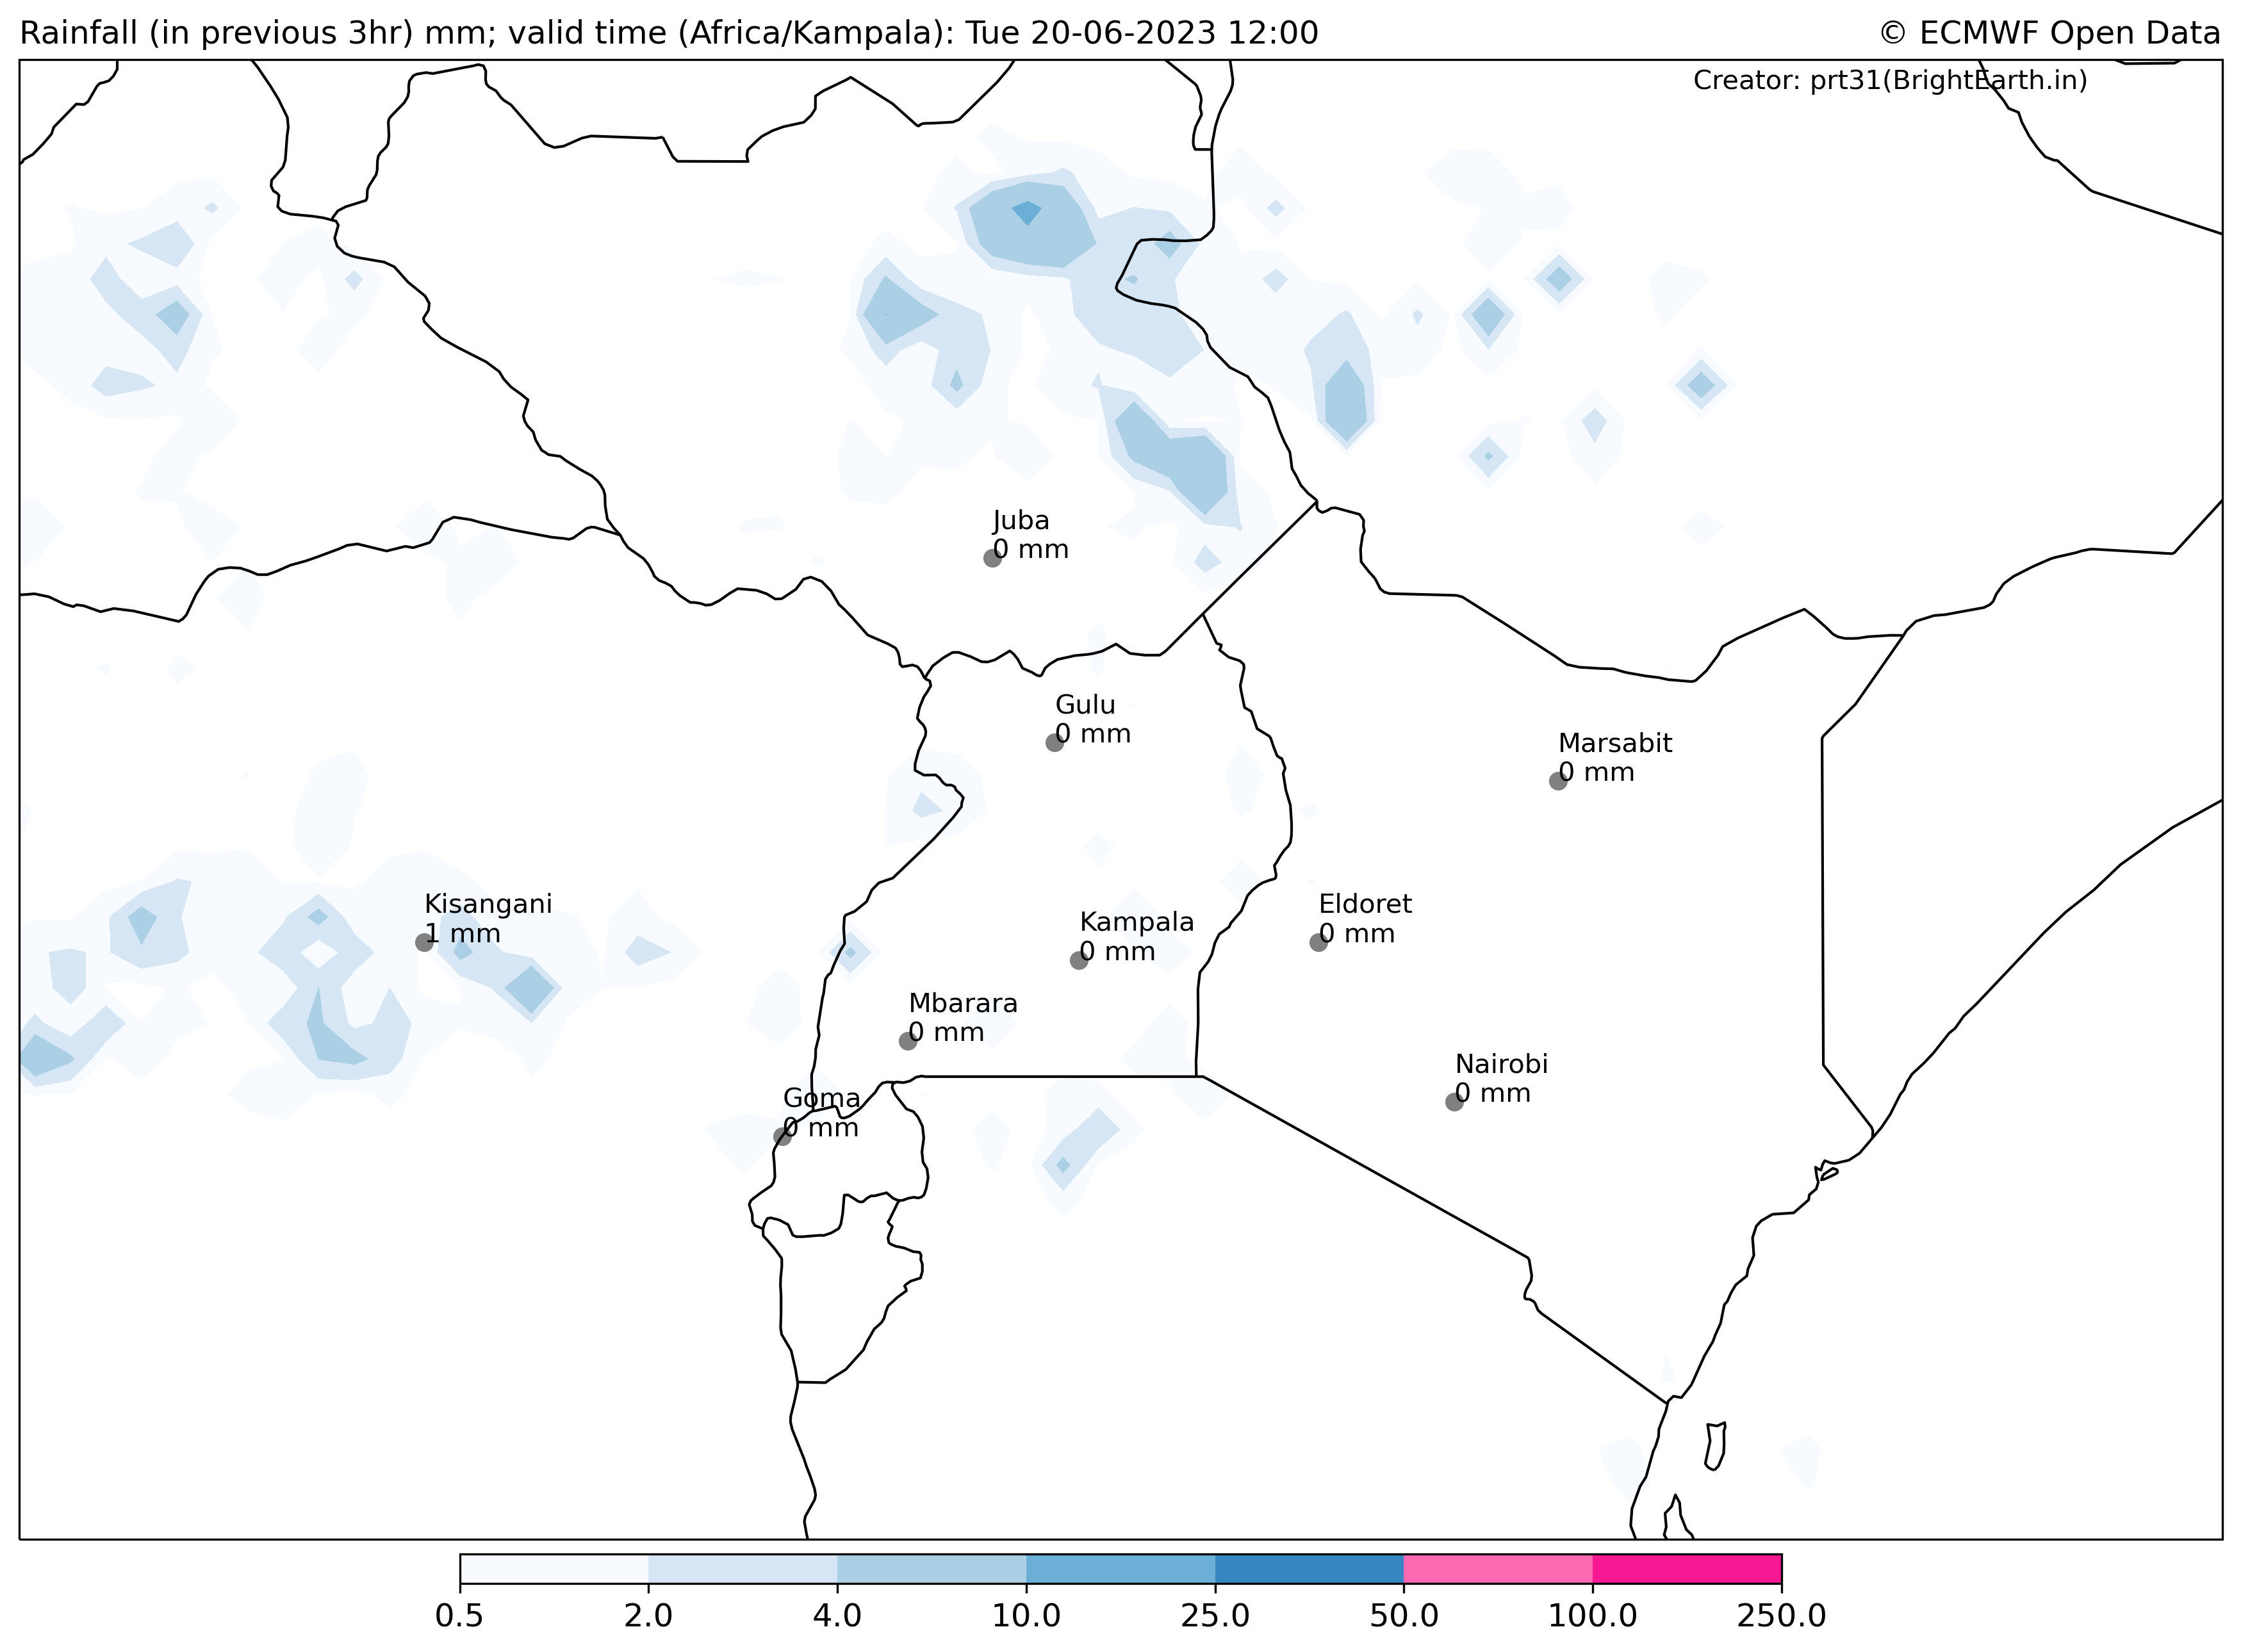 Rainfall (in previous 3hr) mm; valid time (Africa/Kampala): Tue 20-06-2023 12:00
© ECMWF Open Data
Creator: prt31(BrightEarth.in)
Juba
0 mm
Gulu
0 mm
Marsabit
0 mm
Kisangani
1 mm
Kampala
0 mm
Eldoret
0 mm
Mbarara
0 mm
Nairobi
0 mm
Goma
0 mm
0.5 2.0 4.0 10.0 25.0 50.0 100.0 250.0